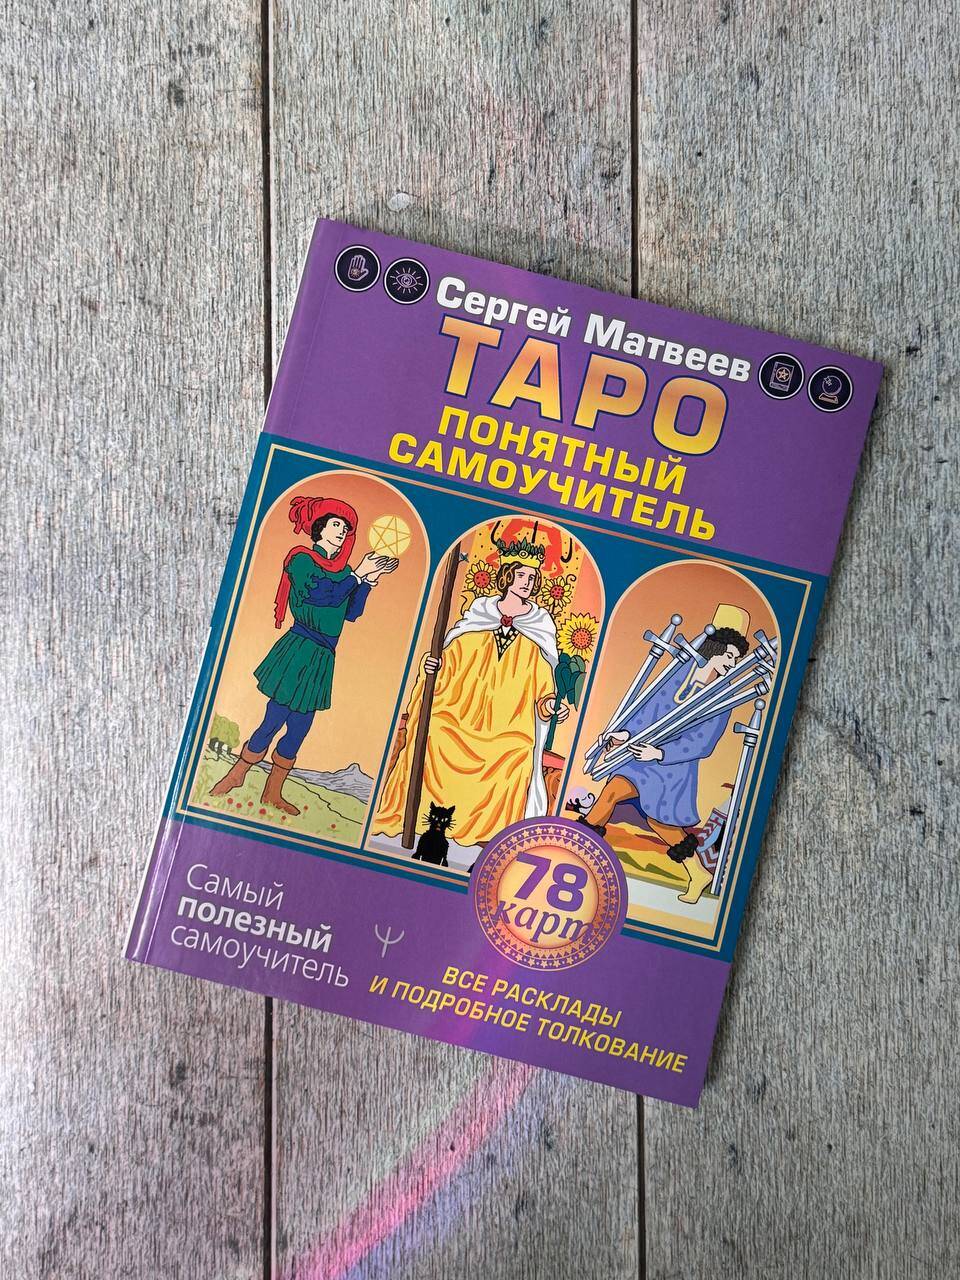 Сергей Матвеев
ТАРО
ПОНЯТНЫЙ
САМОУЧИТЕЛЬ
78
карт
Самый
полезный
самоучитель
ВСЕ РАСКЛАДЫ
И ПОДРОБНОЕ ТОЛКОВАНИЕ